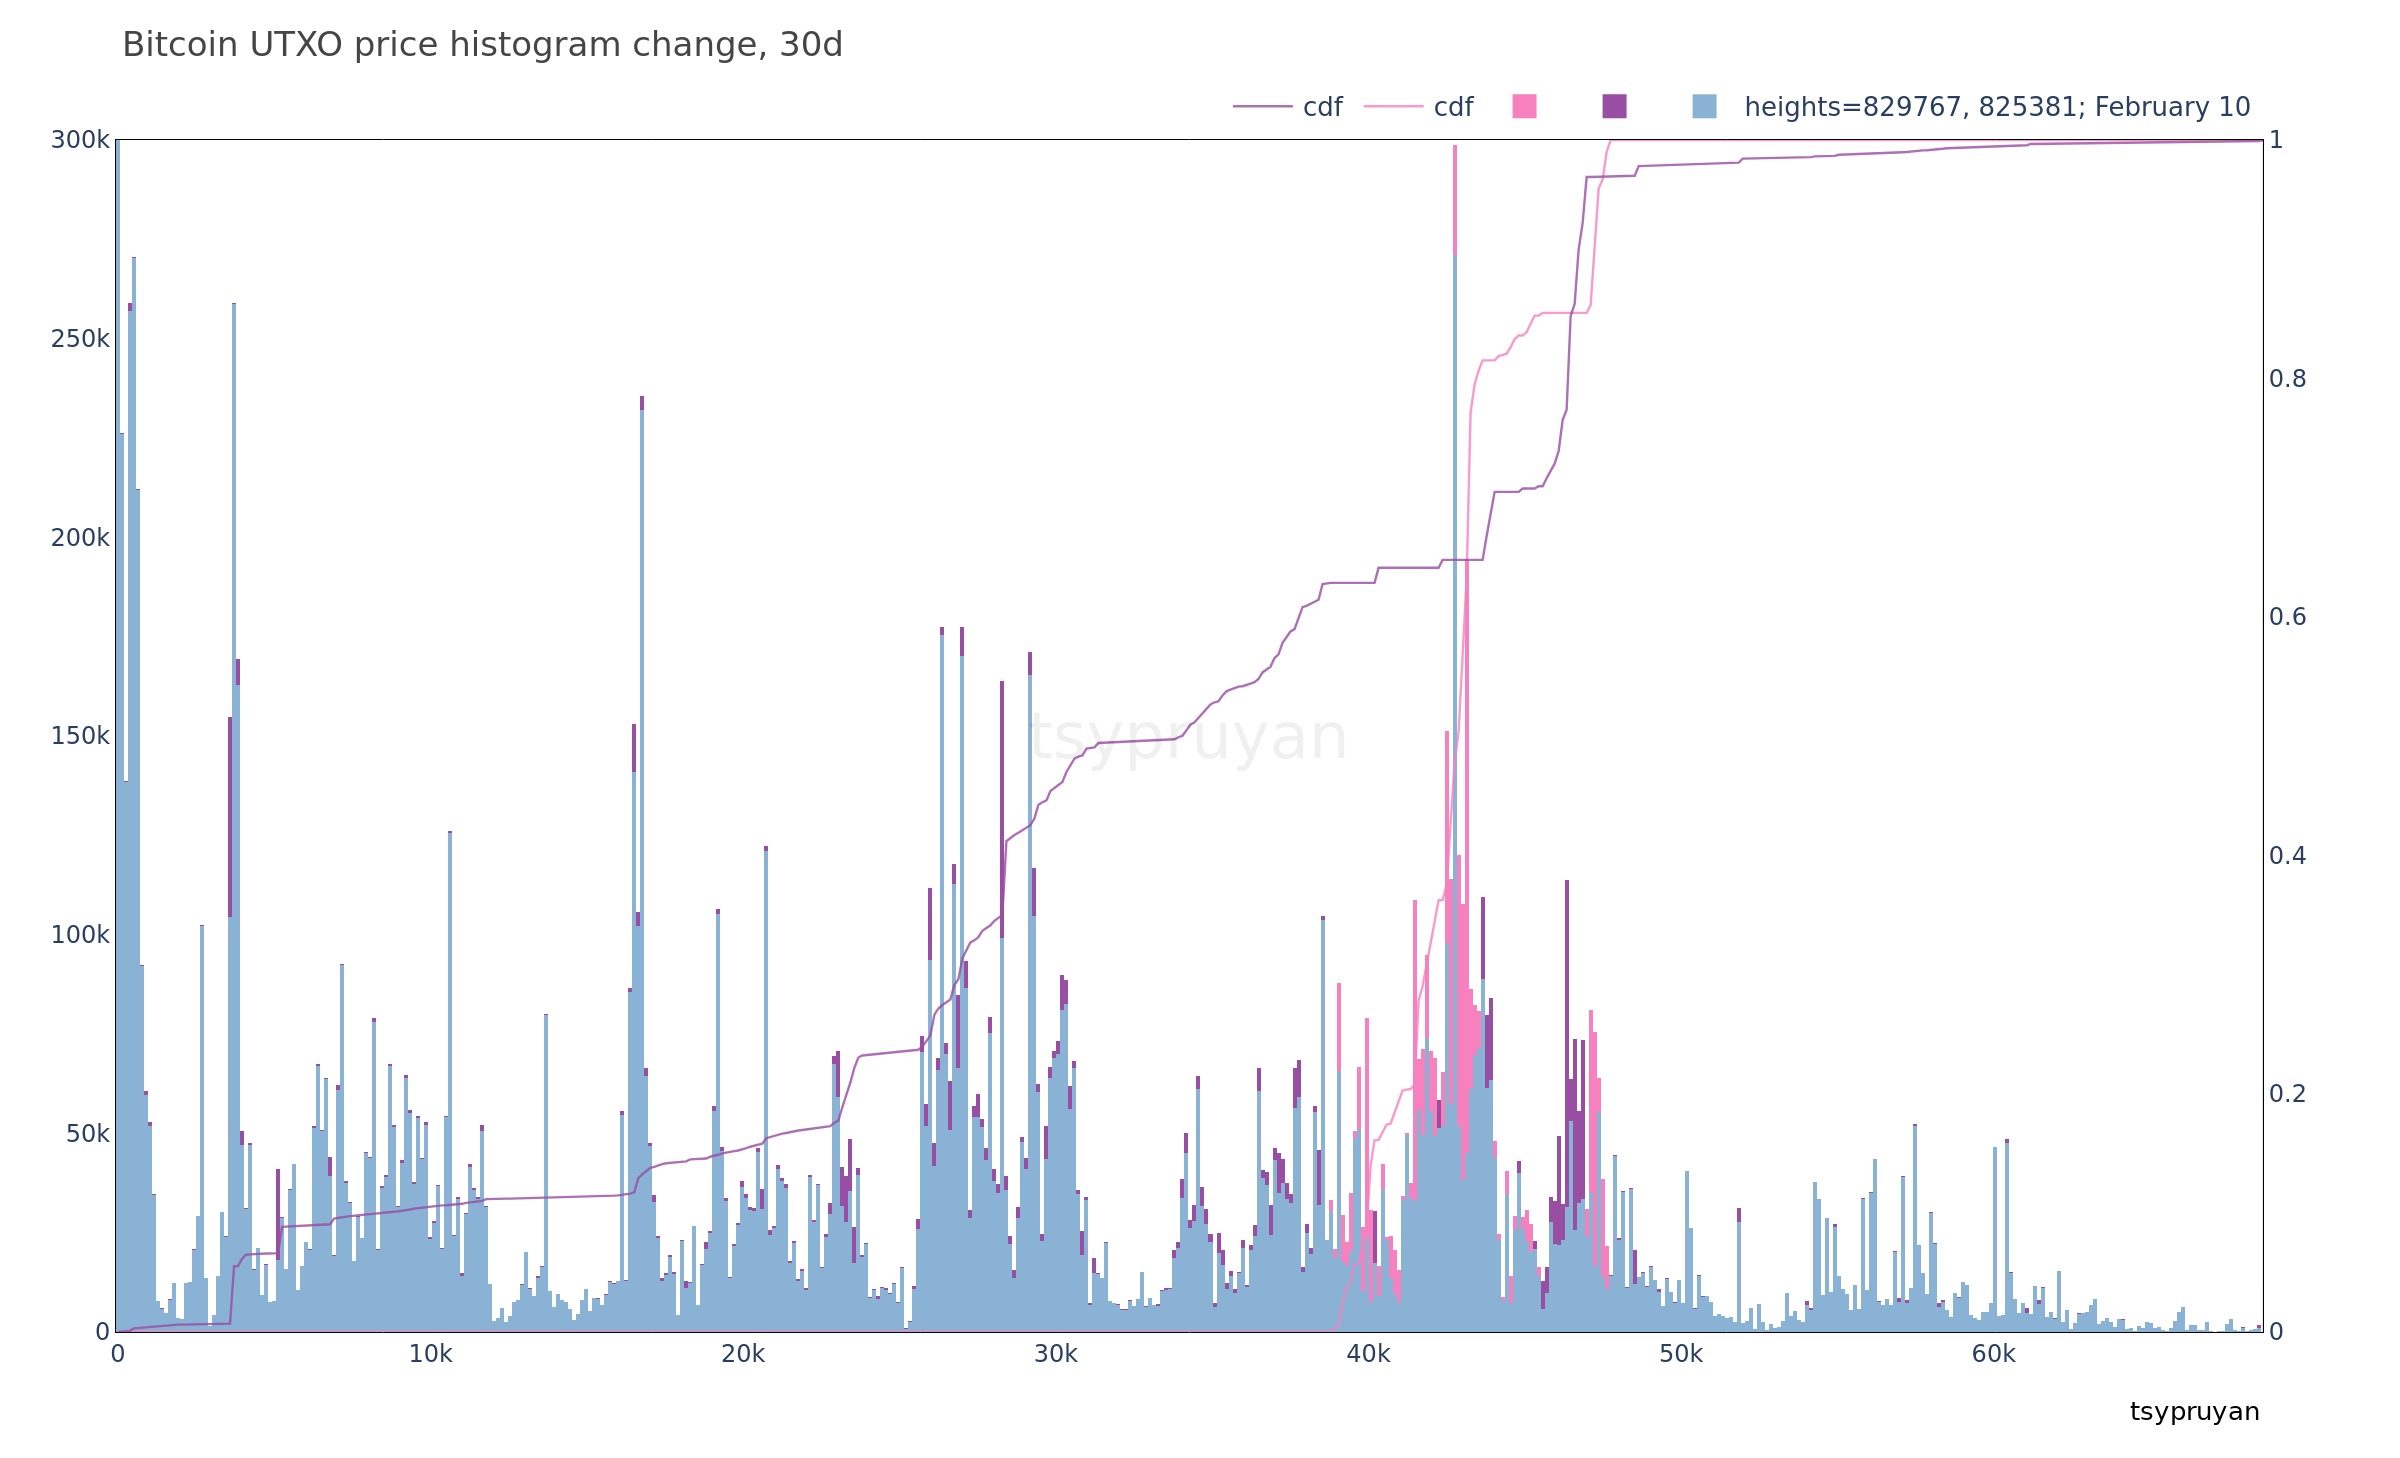 Bitcoin UTXO price histogram change, 30d
cdf cdf heights=829767, 825381; February 10
300k
250k
200k
150k
100k
50k
0
1
0.8
0.6
0.4
0.2
0
tsypruyan
0 10k 20k 30k 40k 50k 60k
tsypruyan